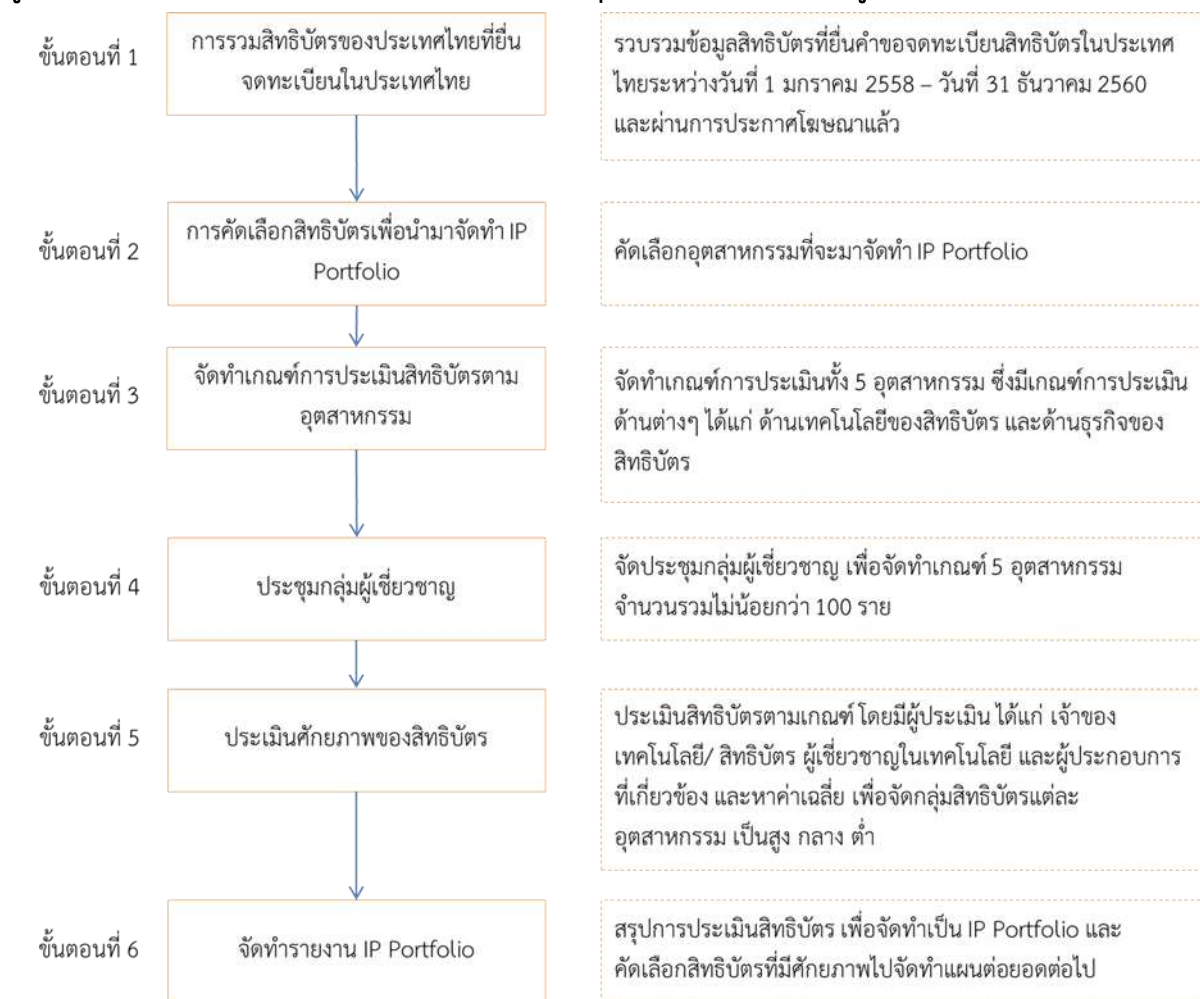 ขั้นตอนที่ 1
การรวมสิทธิบัตรของประเทศไทยที่ยื่น
จดทะเบียนในประเทศไทย
รวบรวมข้อมูลสิทธิบัตรที่ยื่นคำขอจดทะเบียนสิทธิบัตรในประเทศ
ไทยระหว่างวันที่ 1 มกราคม 2558 – วันที่ 31 ธันวาคม 2560
และผ่านการประกาศโฆษณาแล้ว
ขั้นตอนที่ 2
การคัดเลือกสิทธิบัตรเพื่อนำมาจัดทำ IP
Portfolio
คัดเลือกอุตสาหกรรมที่จะมาจัดทำ IP Portfolio
ขั้นตอนที่ 3
จัดทำเกณฑ์การประเมินสิทธิบัตรตาม
อุตสาหกรรม
จัดทำเกณฑ์การประเมินทั้ง 5 อุตสาหกรรม ซึ่งมีเกณฑ์การประเมิน
ด้านต่างๆ ได้แก่ ด้านเทคโนโลยีของสิทธิบัตร และด้านธุรกิจของ
สิทธิบัตร
ขั้นตอนที่ 4
ประชุมกลุ่มผู้เชี่ยวชาญ
จัดประชุมกลุ่มผู้เชี่ยวชาญ เพื่อจัดทำเกณฑ์ 5 อุตสาหกรรม
จำนวนรวมไม่น้อยกว่า 100 ราย
ขั้นตอนที่ 5
ประเมินศักยภาพของสิทธิบัตร
ประเมินสิทธิบัตรตามเกณฑ์ โดยมีผู้ประเมิน ได้แก่ เจ้าของ
เทคโนโลยี/ สิทธิบัตร ผู้เชี่ยวชาญในเทคโนโลยี และผู้ประกอบการ
ที่เกี่ยวข้อง และหาค่าเฉลี่ย เพื่อจัดกลุ่มสิทธิบัตรแต่ละ
อุตสาหกรรม เป็นสูง กลาง ต่ำ
ขั้นตอนที่ 6
จัดทำรายงาน IP Portfolio
สรุปการประเมินสิทธิบัตร เพื่อจัดทำเป็น IP Portfolio และ
คัดเลือกสิทธิบัตรที่มีศักยภาพไปจัดทำแผนต่อยอดต่อไป